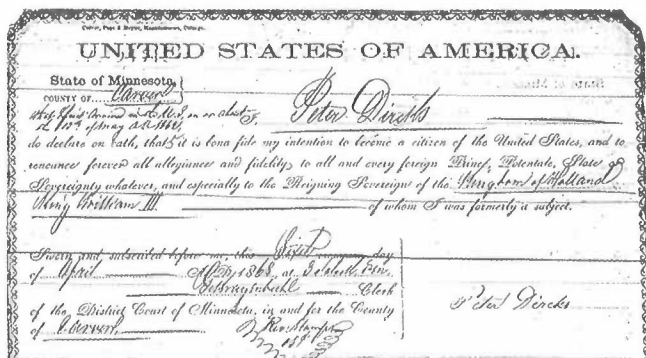 UNITED STATES OF AMERICA.
State of Minnesota,
COUNTY OF Carver
I, Peter Dircks
do declare on oath, that it is bona fide my intention to become a citizen of the United States, and to
renounce forever all allegiance and fidelity to all and every foreign Prince, Potentate, State or
Sovereignty whatever, and especially to the Reigning Sovereign of the Kingdom of Holland
King William III. of whom I was formerly a subject.
Sworn and subscribed before me, this First day
of April A.D. 1868, at
Clerk
of the District Court of Minnesota, in and for the County
of Carver
Peter Dircks